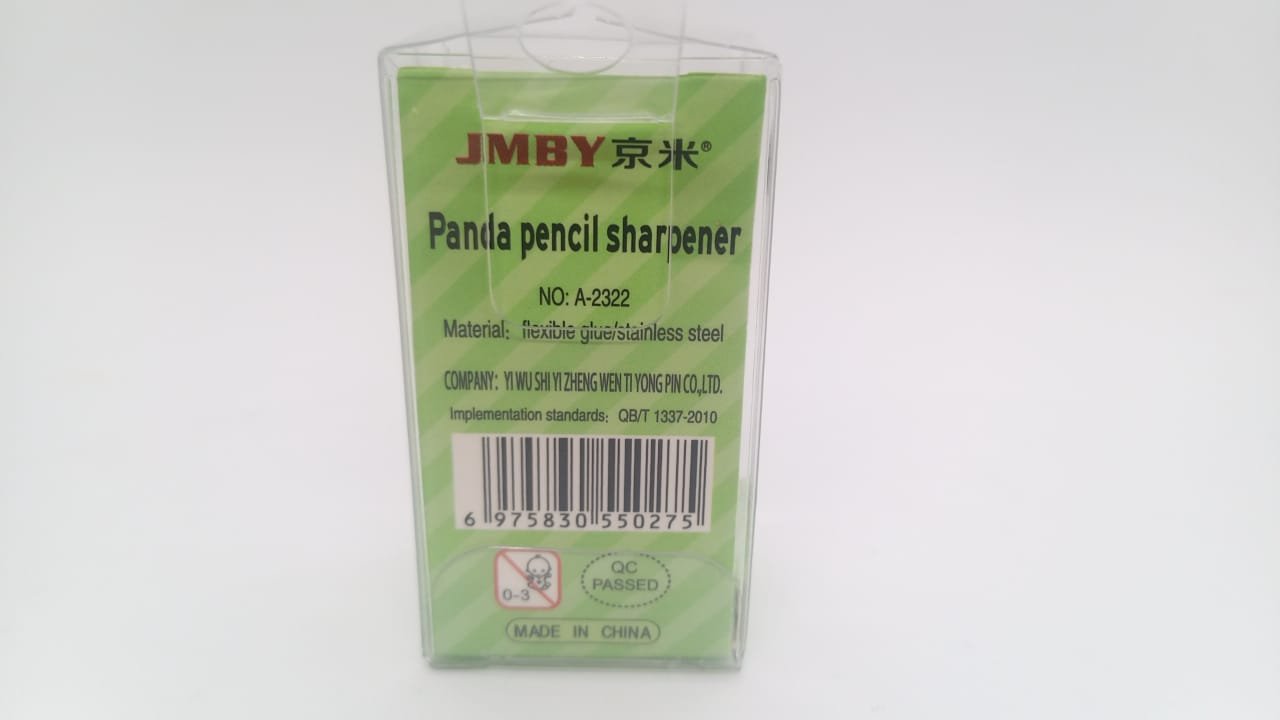 JMBY京米®
Panda pencil sharpener
NO: A-2322
Material: flexible glue/stainless steel
COMPANY: YI WU SHI YI ZHENG WEN TI YONG PIN CO.,LTD.
Implementation standards: QB/T 1337-2010
6 975830 550275
0-3
QC
PASSED
MADE IN CHINA